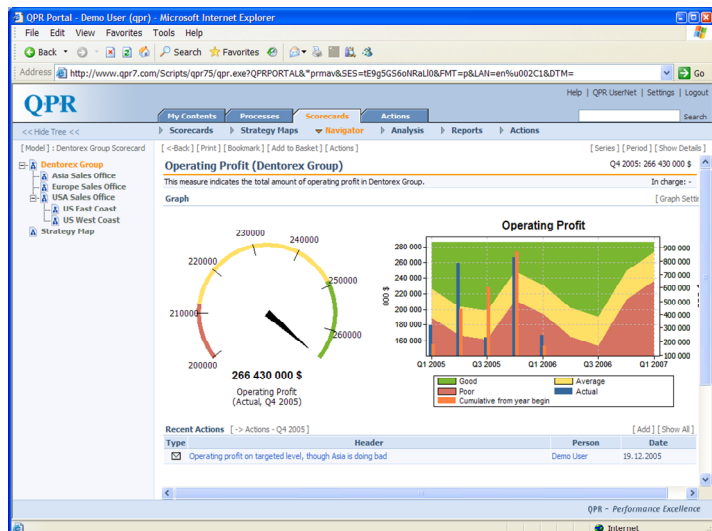 QPR Portal - Demo User (qpr) - Microsoft Internet Explorer
File Edit View Favorites Tools Help
Back Search Favorites
Address http://www.qpr7.com/Scripts/qpr75/qpr.exe?QPRPORTAL&*prmav&SES=tE9g5GS6oNRaLl0&FMT=p&LAN=en%u002C1&DTM= Go
Help | QPR UserNet | Settings | Logout
QPR
My Contents Processes Scorecards Actions Search
<< Hide Tree << Scorecards Strategy Maps Navigator Analysis Reports Actions
[ Model ] : Dentorex Group Scorecard
[ <-Back ] [ Print ] [ Bookmark ] [ Add to Basket ] [ Actions ] [ Series ] [ Period ] [ Show Details ]
Dentorex Group
Asia Sales Office
Europe Sales Office
USA Sales Office
US East Coast
US West Coast
Strategy Map
Operating Profit (Dentorex Group) Q4 2005: 266 430 000 $
This measure indicates the total amount of operating profit in Dentorex Group. In charge: -
Graph [ Graph Settin
230000
220000 240000
210000 250000
200000 260000
266 430 000 $
Operating Profit
(Actual, Q4 2005)
Operating Profit
280 000 900 000
260 000 800 000
240 000 700 000
220 000 600 000
200 000 500 000
180 000 400 000
160 000 300 000
200 000
100 000
000 $
Q1 2005 Q3 2005 Q1 2006 Q3 2006 Q1 2007
Good Average
Poor Actual
Cumulative from year begin
Recent Actions [ -> Actions - Q4 2005 ] [ Add ] [ Show All ]
Type Header Person Date
Operating profit on targeted level, though Asia is doing bad Demo User 19.12.2005
QPR - Performance Excellence
Internet